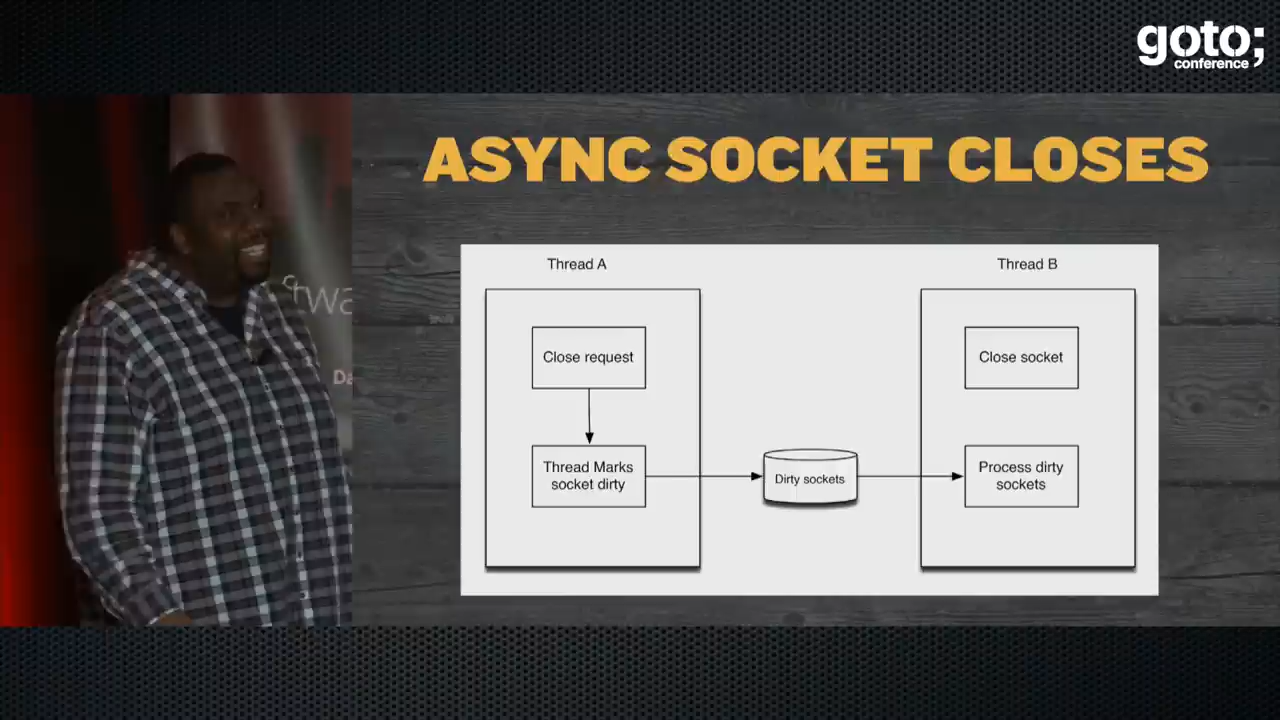 goto;
conference
ASYNC SOCKET CLOSES
Thread A
Thread B
Close request
Close socket
Thread Marks
socket dirty
Dirty sockets
Process dirty
sockets